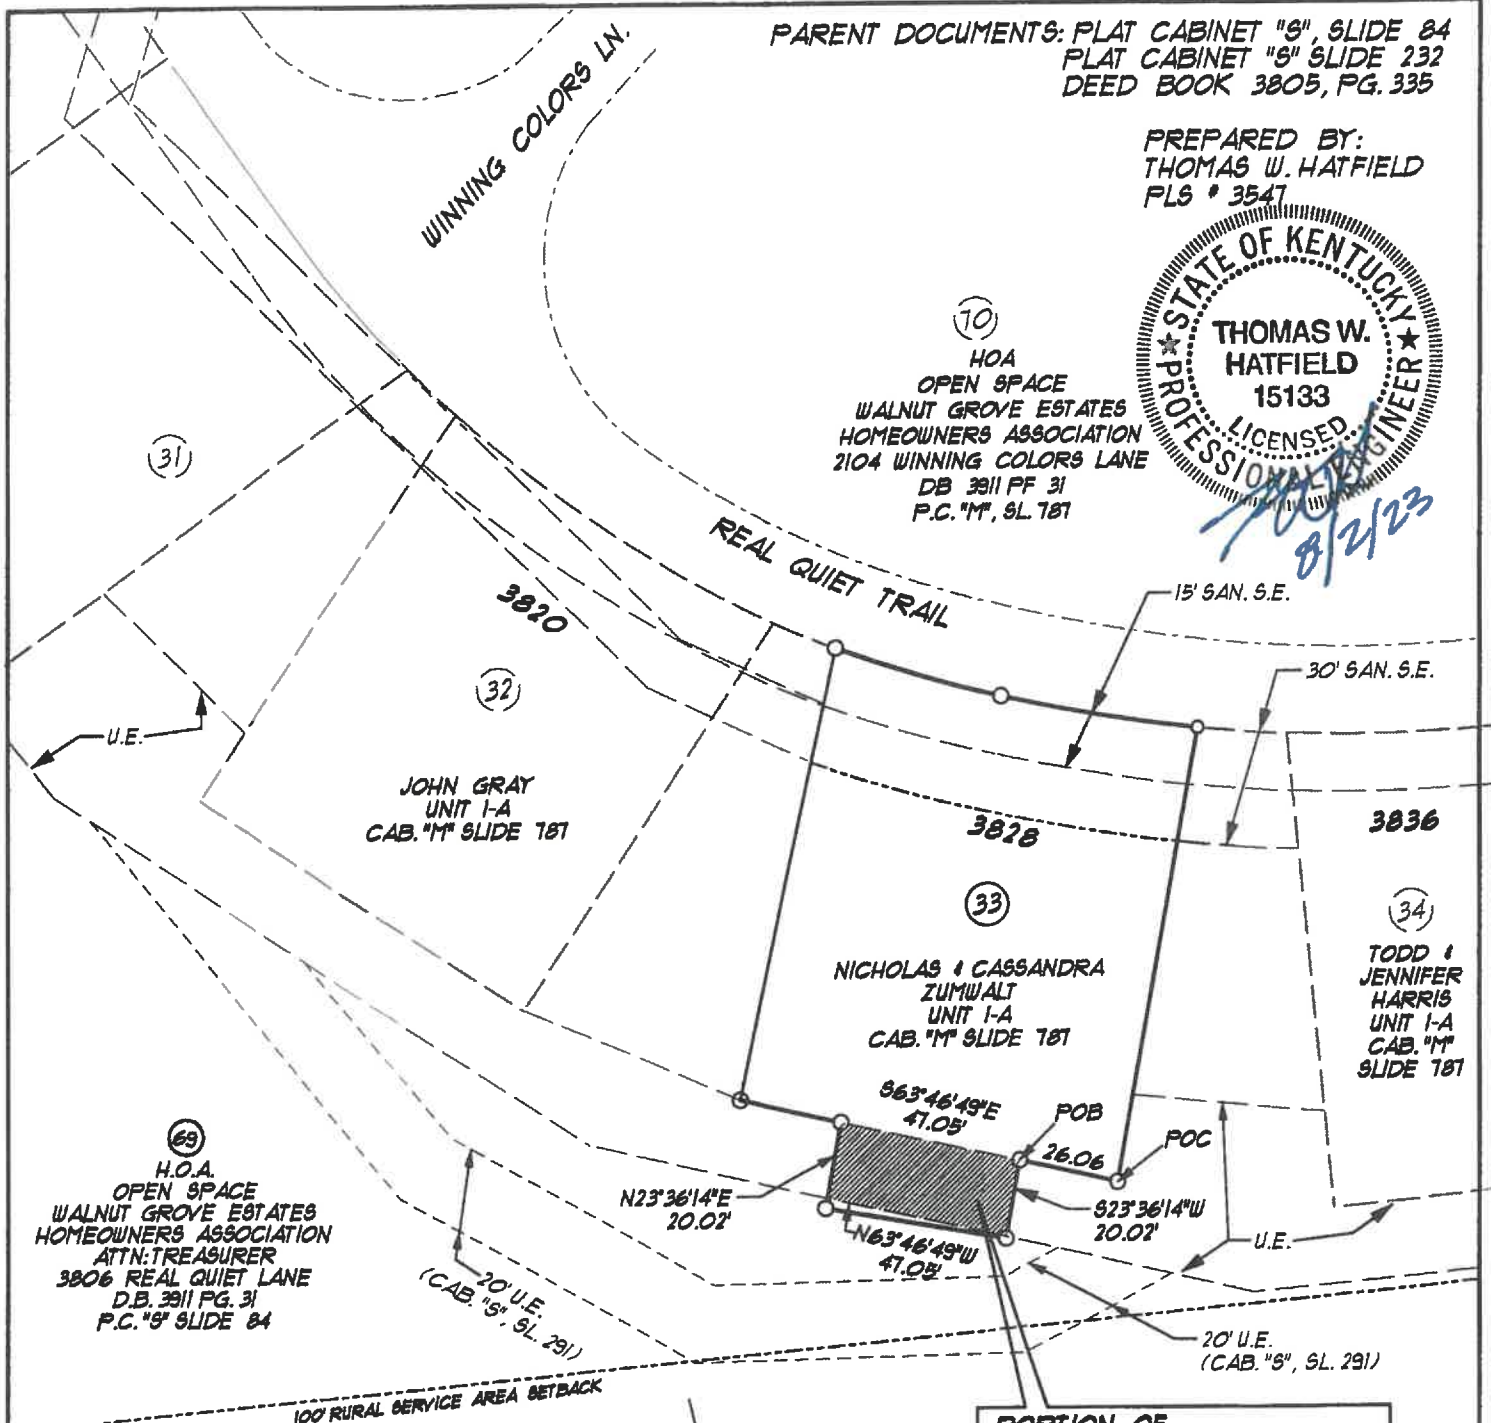 PARENT DOCUMENTS: PLAT CABINET "S", SLIDE 84
PLAT CABINET "S" SLIDE 232
DEED BOOK 3805, PG. 335
PREPARED BY:
THOMAS W. HATFIELD
PLS # 3547
STATE OF KENTUCKY
THOMAS W.
HATFIELD
15133
LICENSED
PROFESSIONAL ENGINEER
8/2/23
WINNING COLORS LN.
70
HOA
OPEN SPACE
WALNUT GROVE ESTATES
HOMEOWNERS ASSOCIATION
2104 WINNING COLORS LANE
DB 3911 PF 31
P.C. "M", SL. 787
31
REAL QUIET TRAIL
15' SAN. S.E.
30' SAN. S.E.
3820
32
U.E.
JOHN GRAY
UNIT 1-A
CAB. "M" SLIDE 787
3828
3836
33
NICHOLAS & CASSANDRA
ZUMWALT
UNIT 1-A
CAB. "M" SLIDE 787
34
TODD &
JENNIFER
HARRIS
UNIT 1-A
CAB. "M"
SLIDE 787
S63°46'49"E
47.05'
POB
26.06
POC
N23°36'14"E
20.02'
S23°36'14"W
20.02'
N63°46'49"W
47.05'
U.E.
69
H.O.A.
OPEN SPACE
WALNUT GROVE ESTATES
HOMEOWNERS ASSOCIATION
ATTN: TREASURER
3806 REAL QUIET LANE
D.B. 3911 PG. 31
P.C. "S" SLIDE 84
20' U.E.
(CAB. "S", SL. 291)
20' U.E.
(CAB. "S", SL. 291)
100' RURAL SERVICE AREA SETBACK
PORTION OF